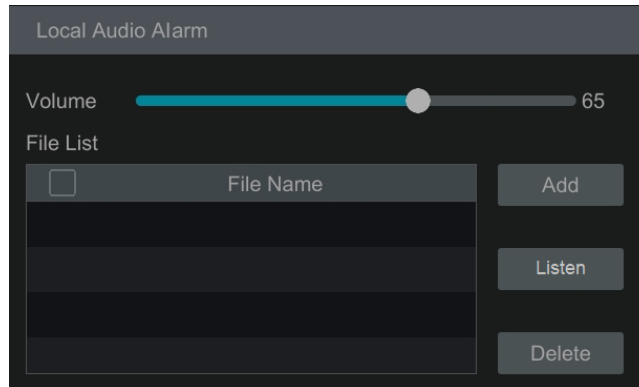 Local Audio Alarm
Volume 65
File List
File Name
Add
Listen
Delete